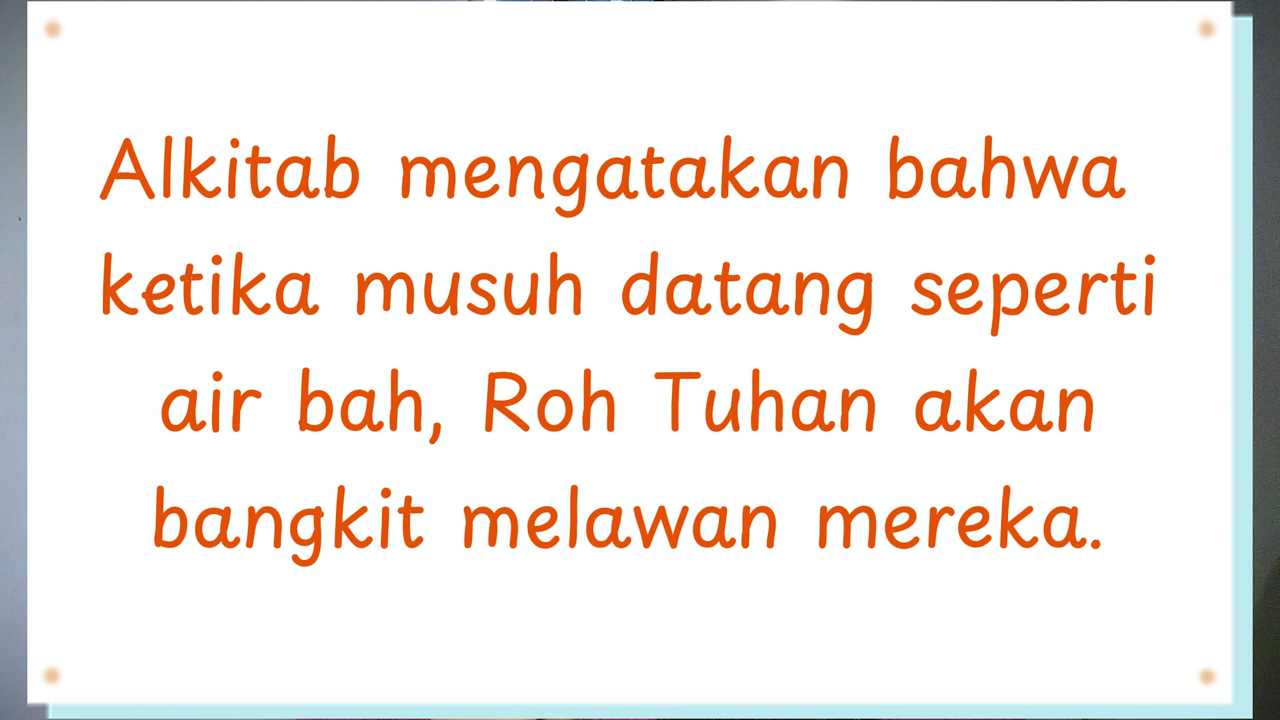 Alkitab mengatakan bahwa
ketika musuh datang seperti
air bah, Roh Tuhan akan
bangkit melawan mereka.